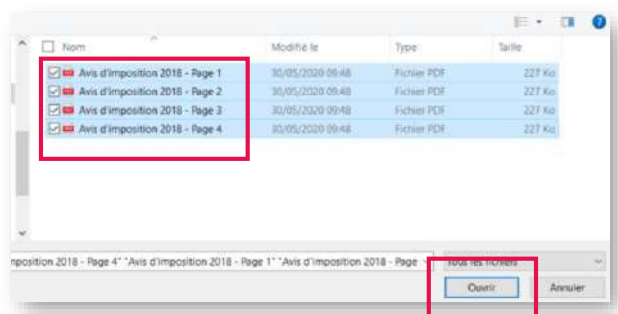 ?
Nom Modifié le Type Taille
Avis d'imposition 2018 - Page 1 30/05/2020 09:48 Fichier PDF 227 Ko
Avis d'imposition 2018 - Page 2 30/05/2020 09:48 Fichier PDF 227 Ko
Avis d'imposition 2018 - Page 3 30/05/2020 09:48 Fichier PDF 227 Ko
Avis d'imposition 2018 - Page 4 30/05/2020 09:48 Fichier PDF 227 Ko
nposition 2018 - Page 4" "Avis d'imposition 2018 - Page 1" "Avis d'imposition 2018 - Page Tous les fichiers
Ouvrir Annuler